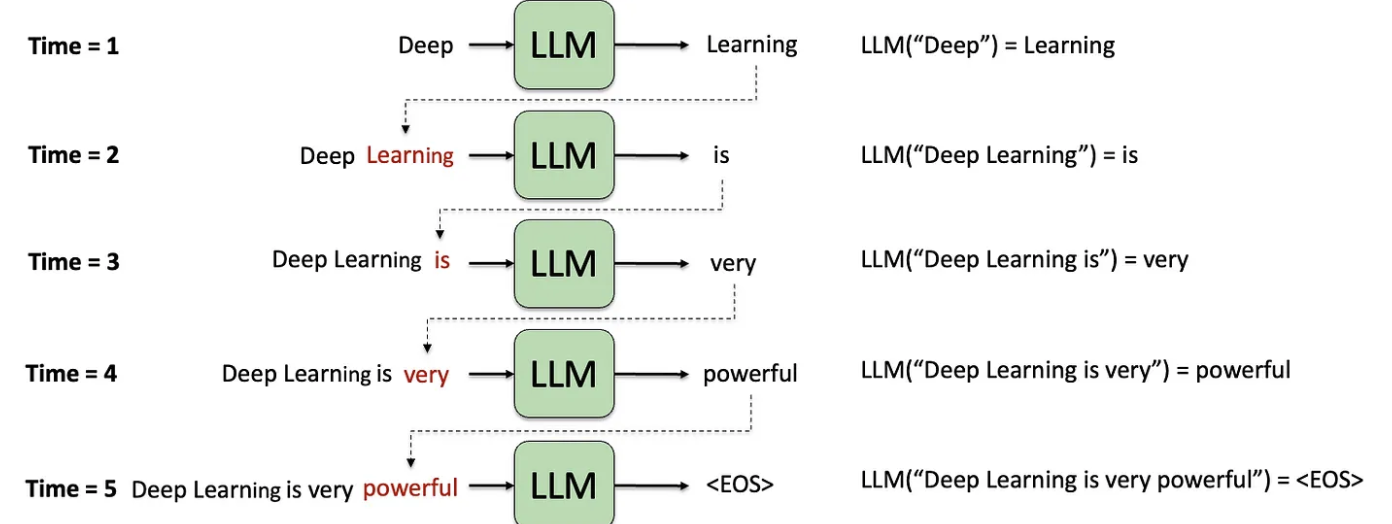 Time = 1 Deep LLM Learning LLM(“Deep”) = Learning
Time = 2 Deep Learning LLM is LLM(“Deep Learning”) = is
Time = 3 Deep Learning is LLM very LLM(“Deep Learning is”) = very
Time = 4 Deep Learning is very LLM powerful LLM(“Deep Learning is very”) = powerful
Time = 5 Deep Learning is very powerful LLM <EOS> LLM(“Deep Learning is very powerful”) = <EOS>